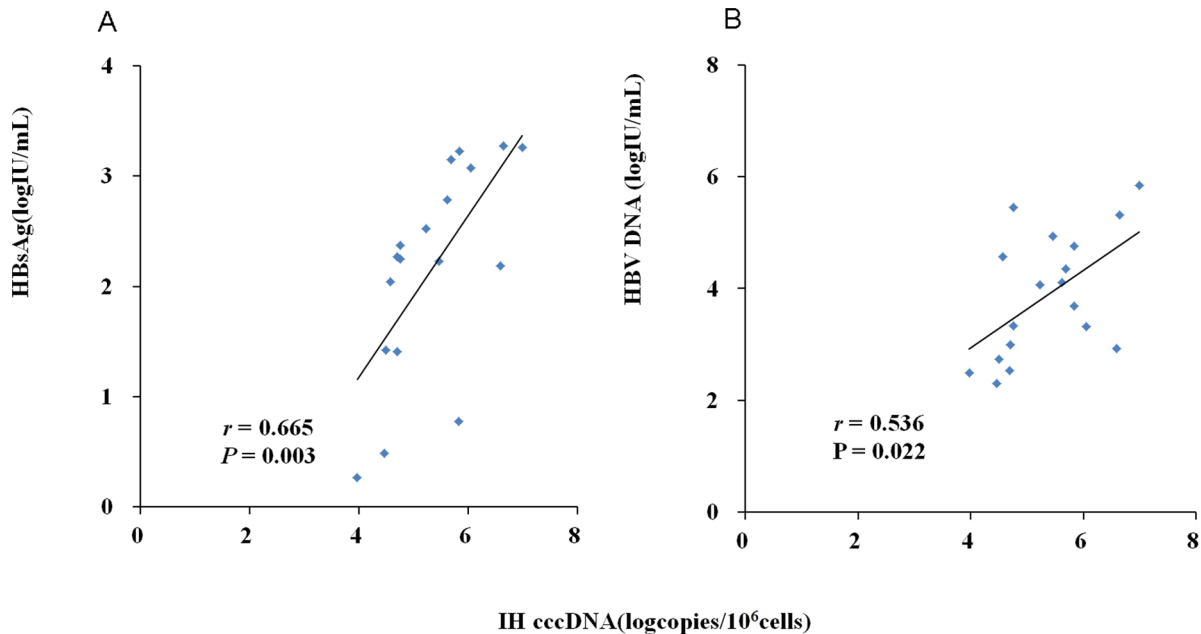 A
HBsAg(logIU/mL)
4
3
2
1
0
r = 0.665
P = 0.003
0 2 4 6 8
B
HBV DNA (logIU/mL)
8
6
4
2
0
r = 0.536
P = 0.022
0 2 4 6 8
IH cccDNA(logcopies/10⁶cells)